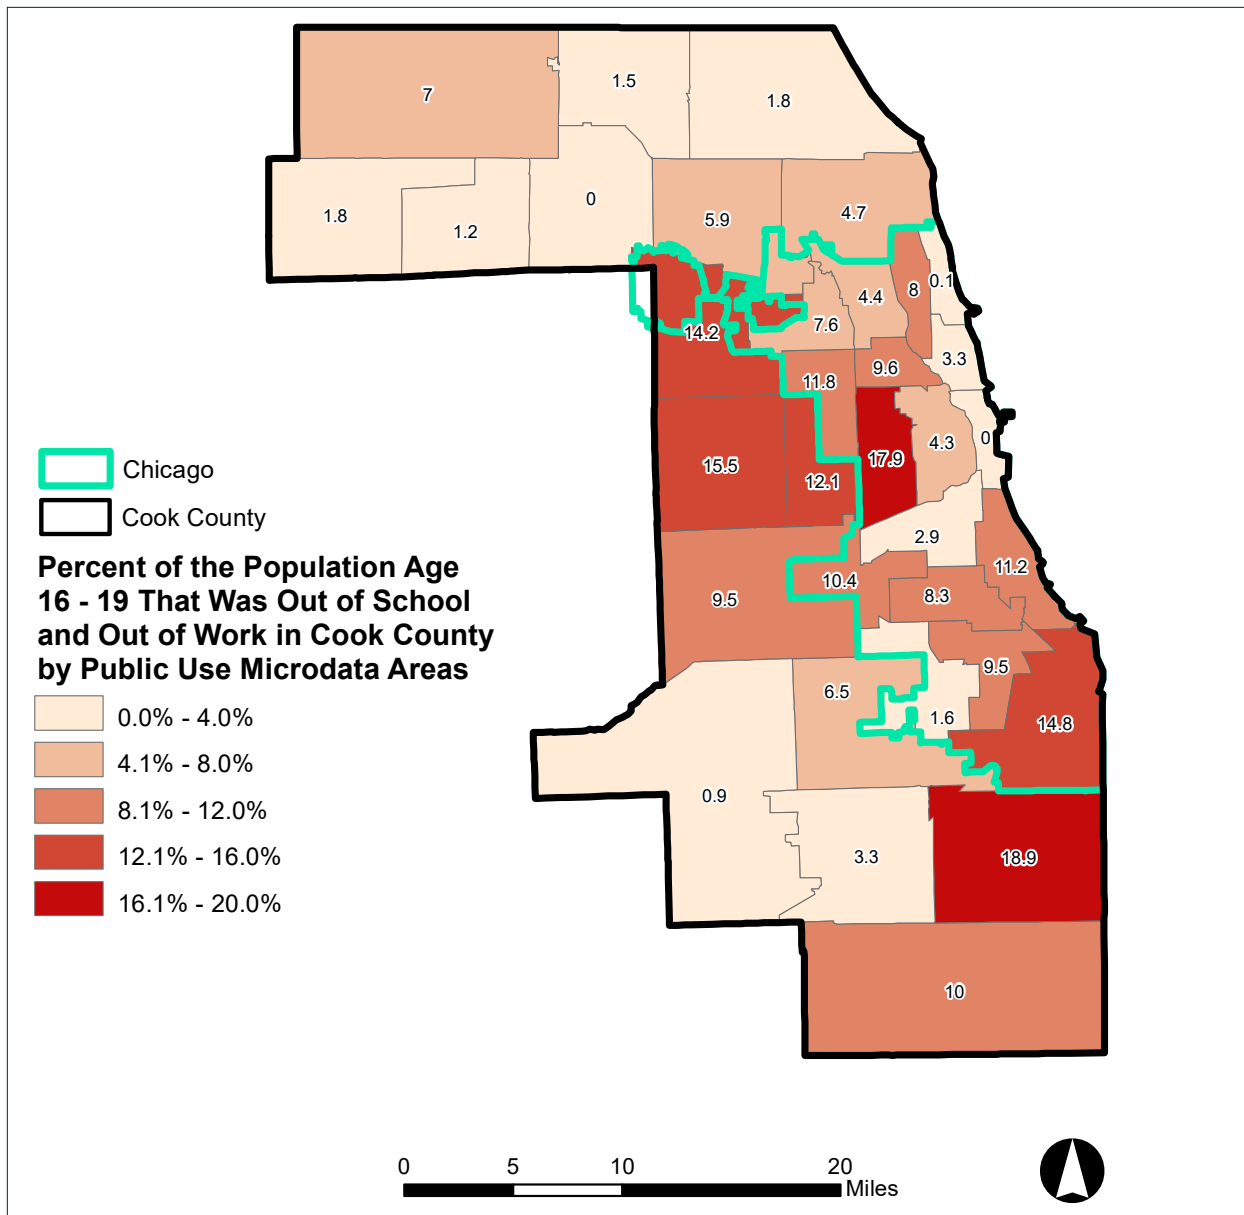 7
1.5
1.8
1.8
1.2
0
5.9
4.7
0.1
8
4.4
7.6
14.2
3.3
9.6
11.8
4.3
0
17.9
15.5
12.1
2.9
11.2
10.4
8.3
9.5
9.5
6.5
1.6
14.8
0.9
3.3
18.9
10
Chicago
Cook County
Percent of the Population Age
16 - 19 That Was Out of School
and Out of Work in Cook County
by Public Use Microdata Areas
0.0% - 4.0%
4.1% - 8.0%
8.1% - 12.0%
12.1% - 16.0%
16.1% - 20.0%
0 5 10 20
Miles